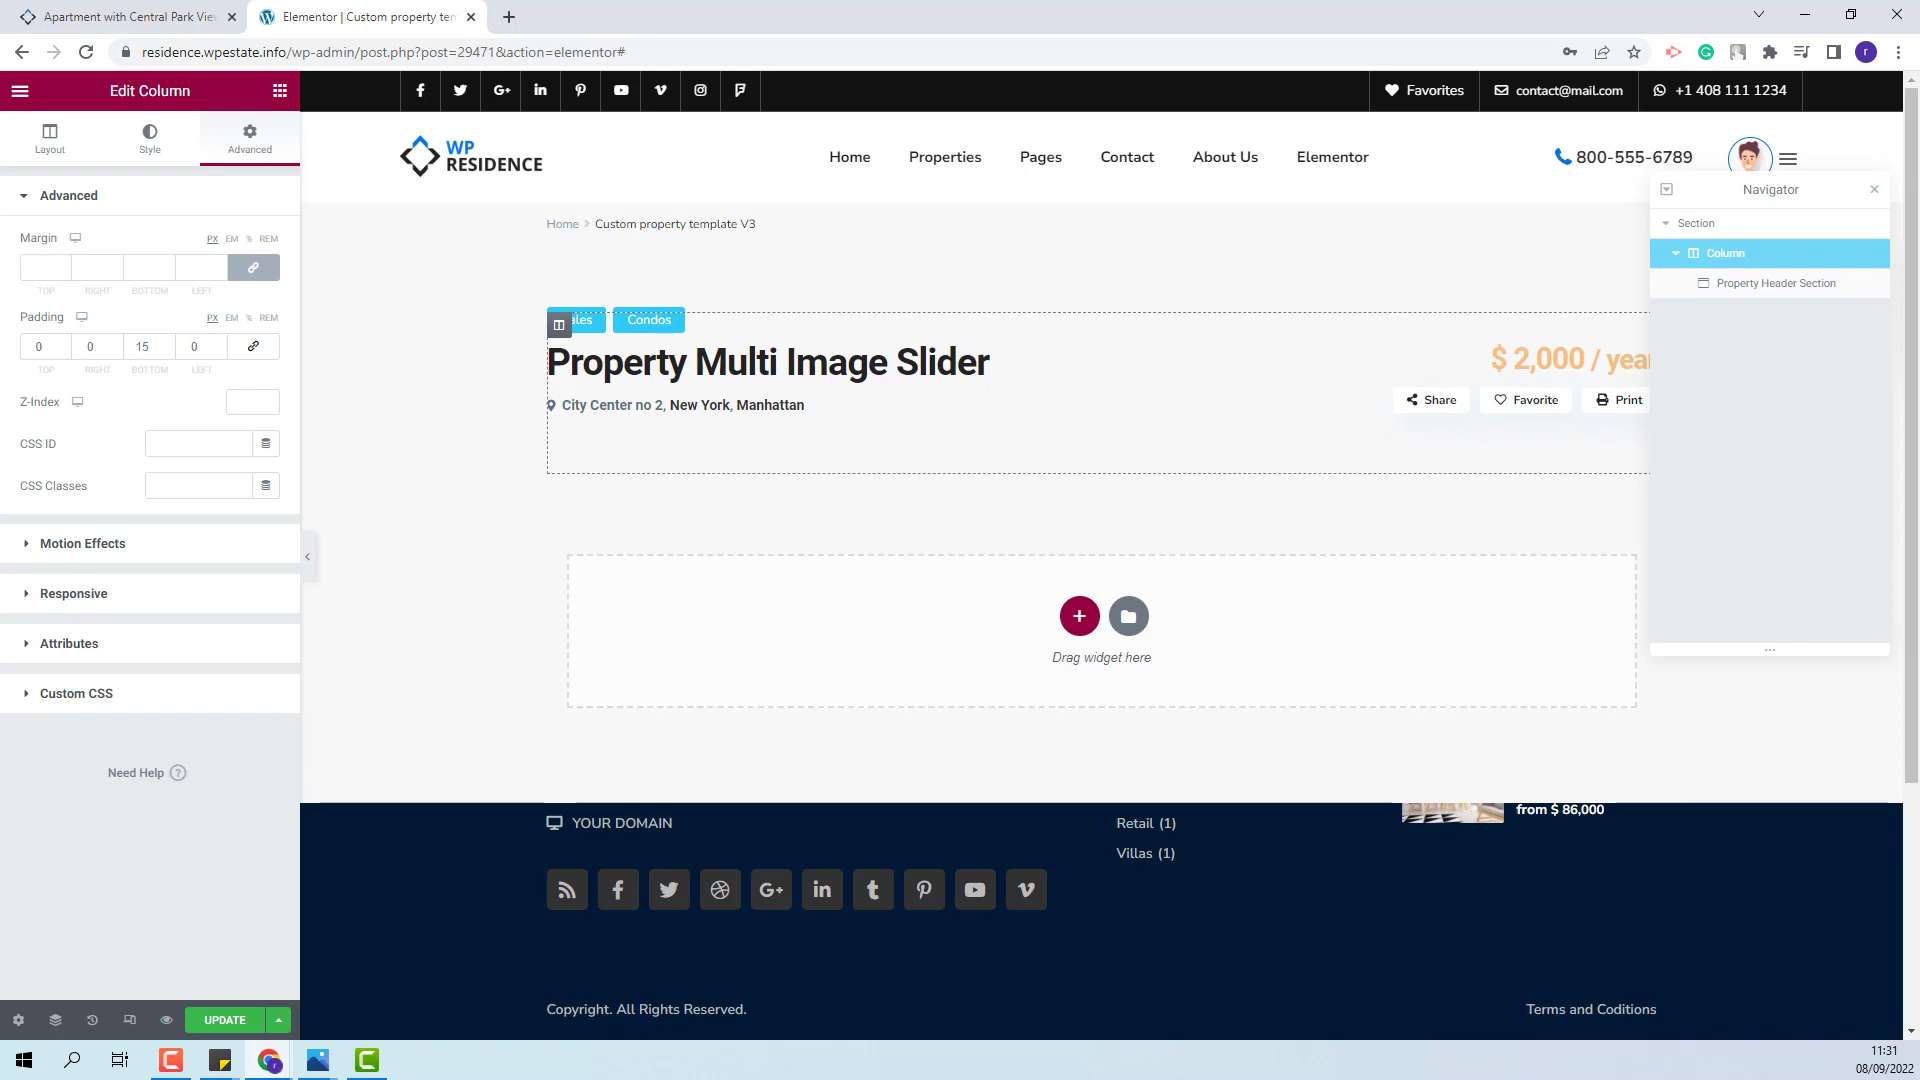 Apartment with Central Park Vie
Elementor | Custom property tem
residence.wpestate.info/wp-admin/post.php?post=29471&action=elementor#
r
Edit Column
Layout
Style
Advanced
Advanced
Margin
PX EM % REM
TOP RIGHT BOTTOM LEFT
Padding
PX EM % REM
0 0 15 0
TOP RIGHT BOTTOM LEFT
Z-Index
CSS ID
CSS Classes
Motion Effects
Responsive
Attributes
Custom CSS
Need Help ?
UPDATE
Favorites
contact@mail.com
+1 408 111 1234
WP
RESIDENCE
Home
Properties
Pages
Contact
About Us
Elementor
800-555-6789
Home > Custom property template V3
ales
Condos
Property Multi Image Slider
$ 2,000 / year
City Center no 2, New York, Manhattan
Share
Favorite
Print
Navigator
Section
Column
Property Header Section
Drag widget here
from $ 86,000
YOUR DOMAIN
Retail (1)
Villas (1)
Copyright. All Rights Reserved.
Terms and Coditions
11:31
08/09/2022